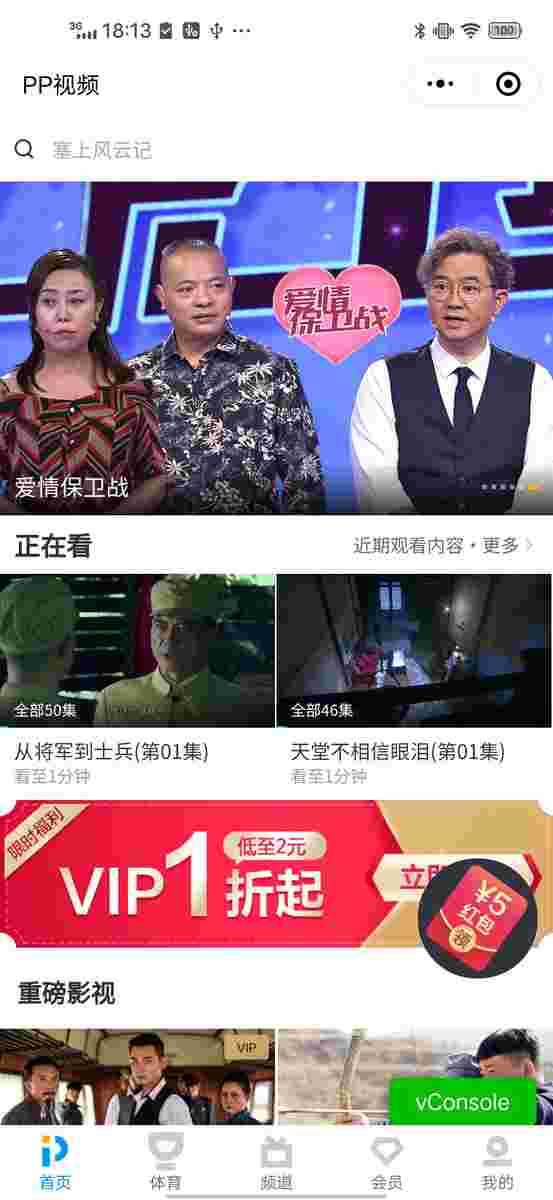 3G 18:13 100
PP视频
塞上风云记
爱情
保卫战
爱情保卫战
正在看
近期观看内容・更多
全部50集
全部46集
从将军到士兵(第01集)
天堂不相信眼泪(第01集)
看至1分钟
看至1分钟
限时福利
VIP1折起
低至2元
立即
¥5
红包
领
重磅影视
VIP
vConsole
首页
体育
频道
会员
我的